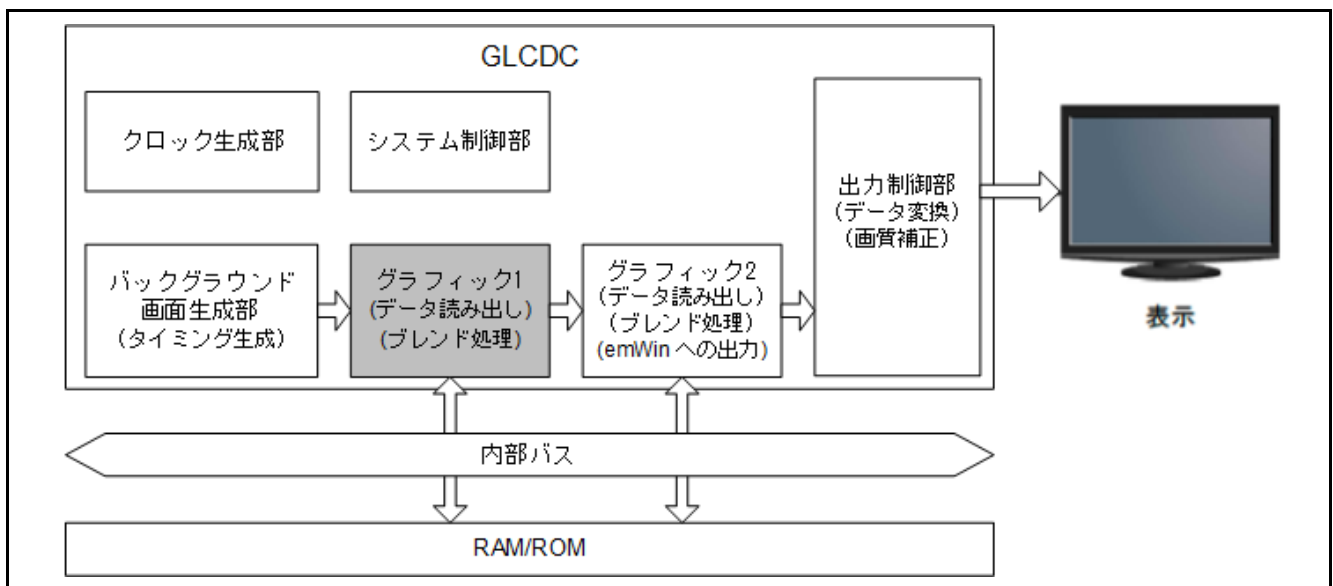 GLCDC
クロック生成部
システム制御部
出力制御部
(データ変換)
(画質補正)
バックグラウンド
画面生成部
(タイミング生成)
グラフィック1
(データ読み出し)
(ブレンド処理)
グラフィック2
(データ読み出し)
(ブレンド処理)
(emWin への出力)
表示
内部バス
RAM/ROM